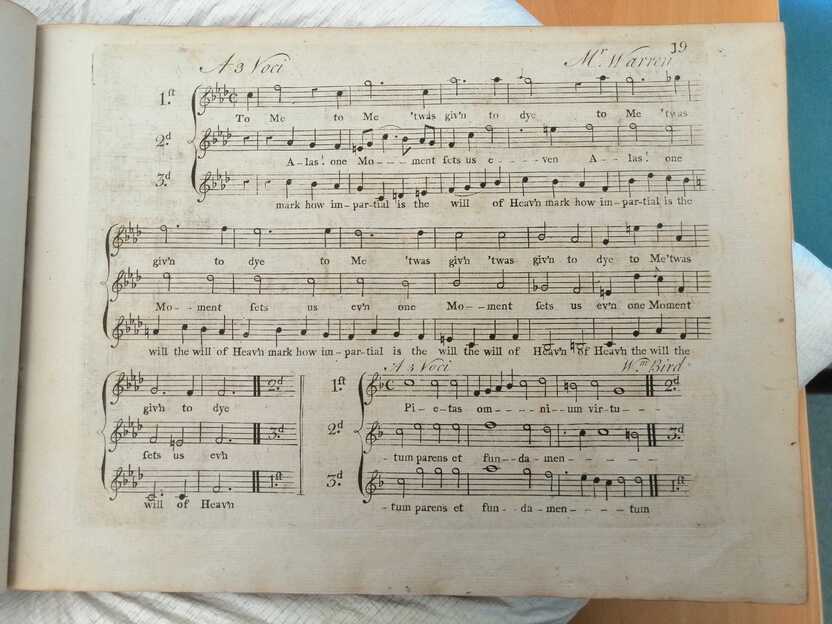 19
A 3 Voci Mr. Warren
1.st
To Me to Me 'twas giv'n to dye to Me 'twas
2.d
A-las! one Mo---ment sets us e----ven A--las! one
3.d
mark how im-par-tial is the will of Heav'n mark how im-par-tial is the
giv'n to dye to Me 'twas giv'n 'twas giv'n to dye to Me 'twas
Mo--ment sets us ev'n one Mo--ment sets us ev'n one Moment
will the will of Heav'n mark how im-par-tial is the will the will of Heav'n of Heav'n the will the
giv'n to dye 2.d
sets us ev'n 3.d
will of Heav'n 1.st
A 3 Voci Wm. Bird
1.st
Pi-e-tas om----ni-um vir-tu-- 2.d
2.d
-tum parens et fun-da-men------ 3.d
3.d
-tum parens et fun---da-men----tum 1.st